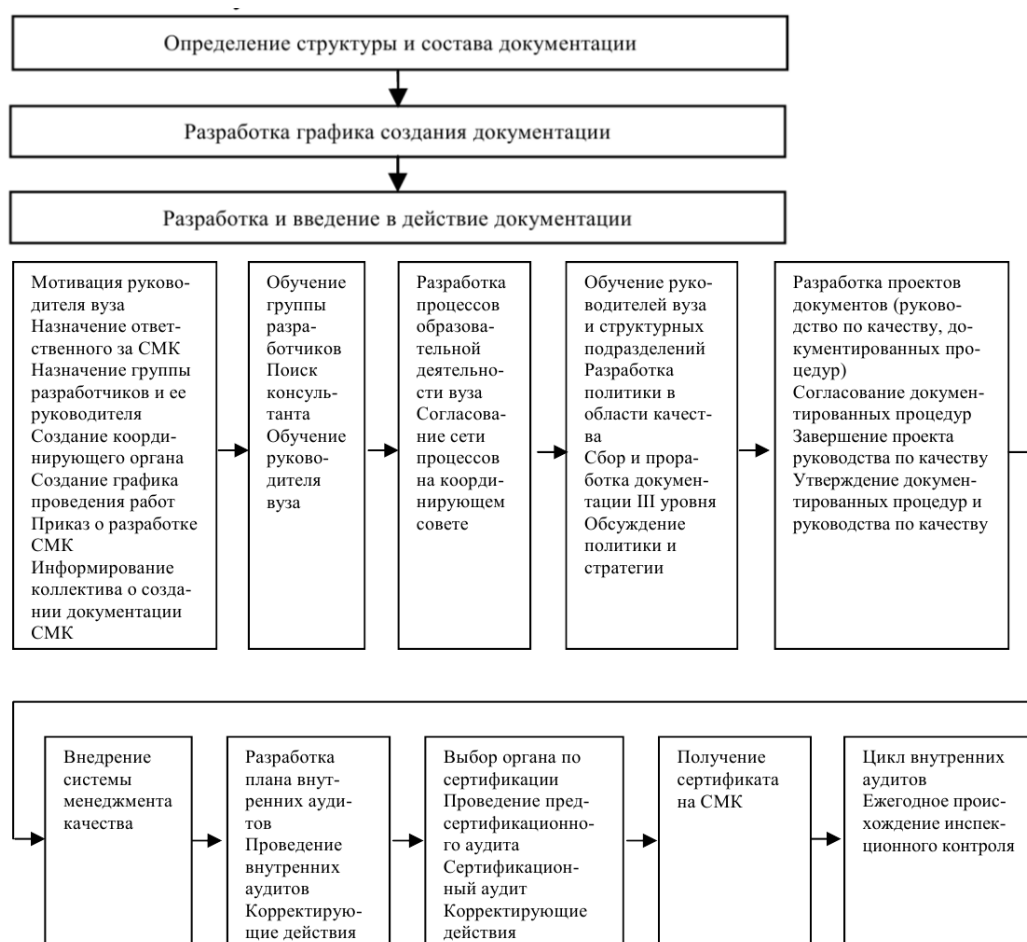 Определение структуры и состава документации
Разработка графика создания документации
Разработка и введение в действие документации
Мотивация руково-
дителя вуза
Назначение ответ-
ственного за СМК
Назначение группы
разработчиков и ее
руководителя
Создание коорди-
нирующего органа
Создание графика
проведения работ
Приказ о разработке
СМК
Информирование
коллектива о созда-
нии документации
СМК
Обучение
группы
разра-
ботчиков
Поиск
консуль-
танта
Обучение
руково-
дителя
вуза
Разработка
процессов
образова-
тельной
деятельно-
сти вуза
Согласова-
ние сети
процессов
на коорди-
нирующем
совете
Обучение руко-
водителей вуза
и структурных
подразделений
Разработка
политики в
области качест-
ва
Сбор и прора-
ботка докумен-
тации III уровня
Обсуждение
политики и
стратегии
Разработка проектов
документов (руково-
дство по качеству, до-
кументированных про-
цедур)
Согласование докумен-
тированных процедур
Завершение проекта
руководства по качеству
Утверждение докумен-
тированных процедур и
руководства по качеству
Внедрение
системы
менеджмента
качества
Разработка
плана внут-
ренних ауди-
тов
Проведение
внутренних
аудитов
Корректирую-
щие действия
Выбор органа по
сертификации
Проведение пред-
сертификационно-
го аудита
Сертификацион-
ный аудит
Корректирующие
действия
Получение
сертификата
на СМК
Цикл внутренних
аудитов
Ежегодное проис-
хождение инспек-
ционного контроля